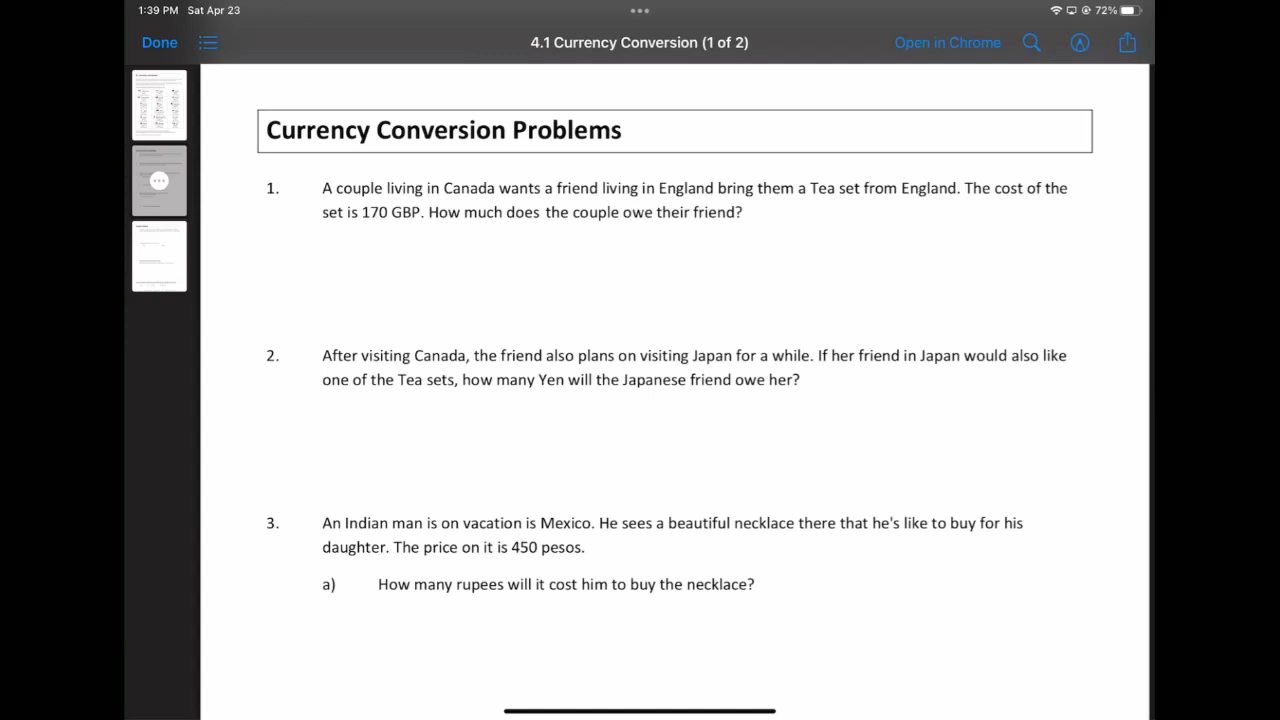 1:39 PM Sat Apr 23
72%
Done
4.1 Currency Conversion (1 of 2)
Open in Chrome
Currency Conversion Problems
1. A couple living in Canada wants a friend living in England bring them a Tea set from England. The cost of the
set is 170 GBP. How much does the couple owe their friend?
2. After visiting Canada, the friend also plans on visiting Japan for a while. If her friend in Japan would also like
one of the Tea sets, how many Yen will the Japanese friend owe her?
3. An Indian man is on vacation is Mexico. He sees a beautiful necklace there that he's like to buy for his
daughter. The price on it is 450 pesos.
a) How many rupees will it cost him to buy the necklace?